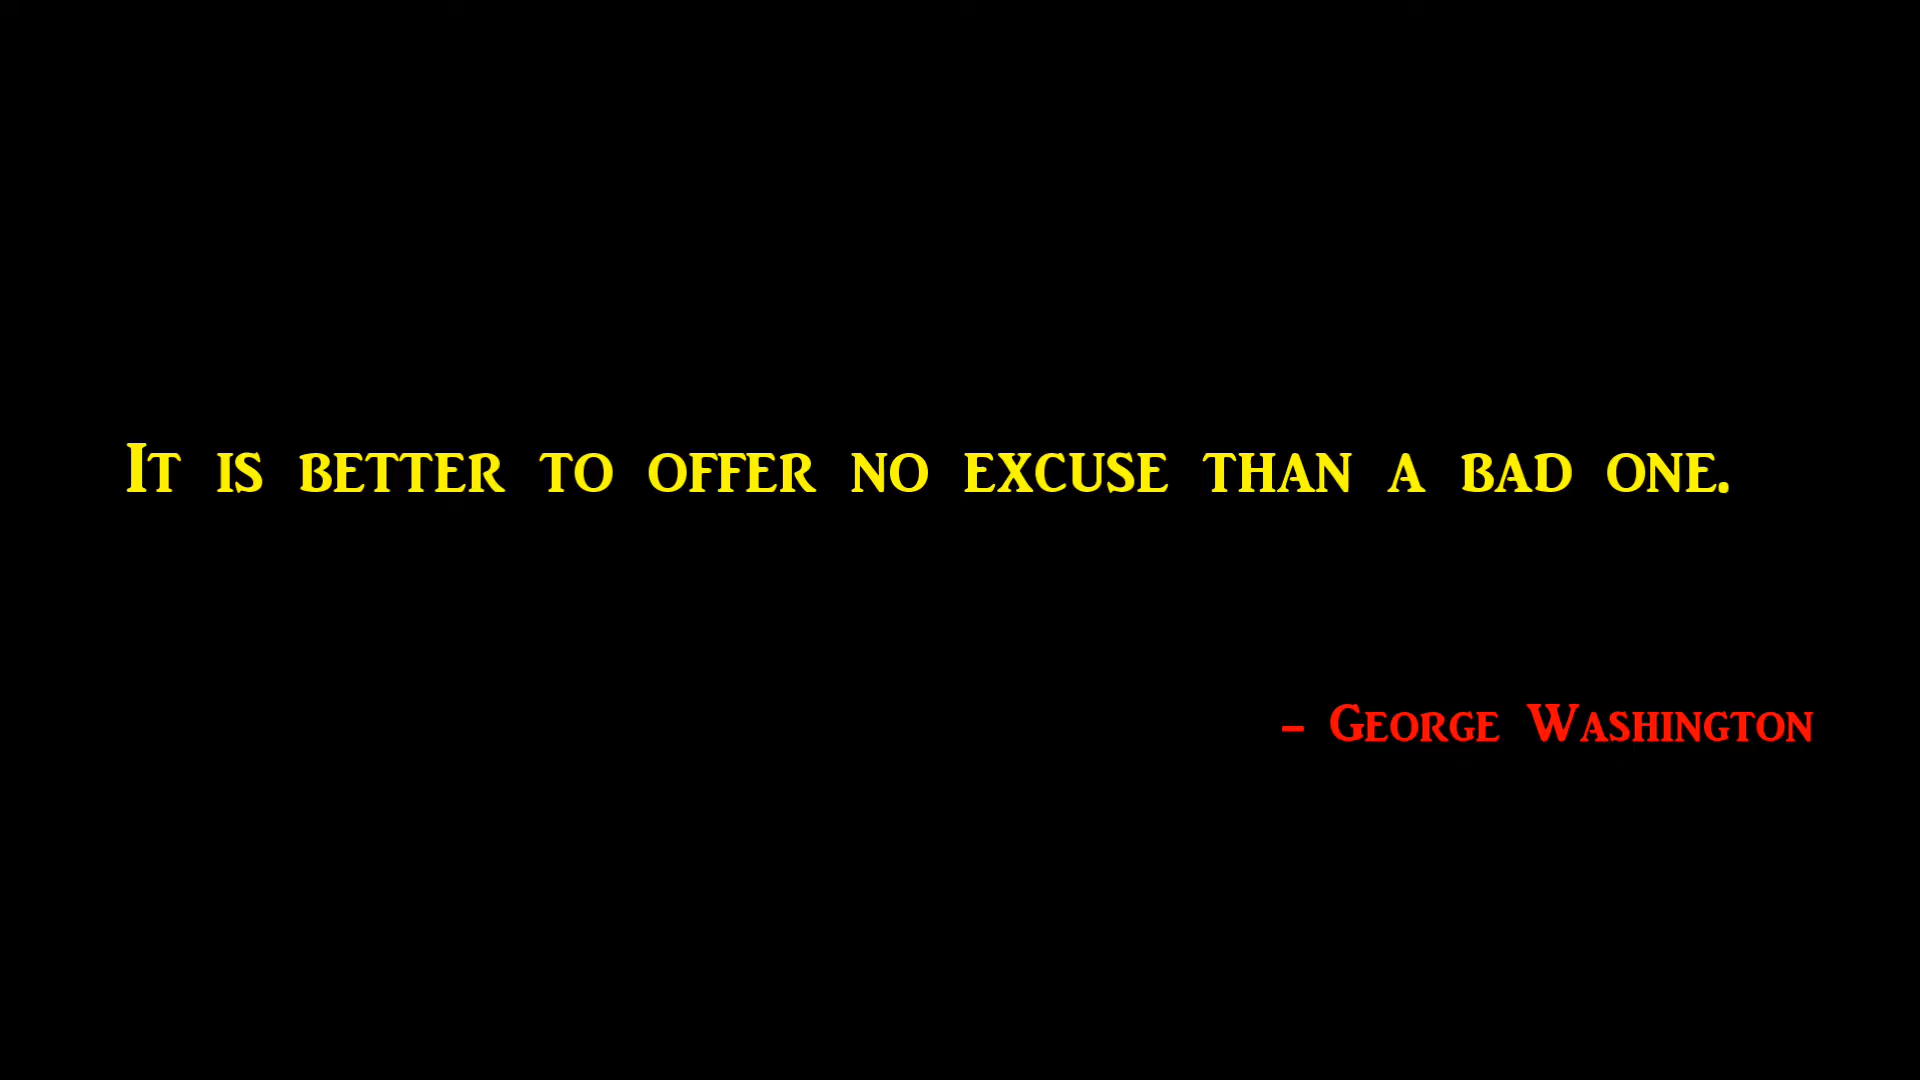 It is better to offer no excuse than a bad one.
– George Washington